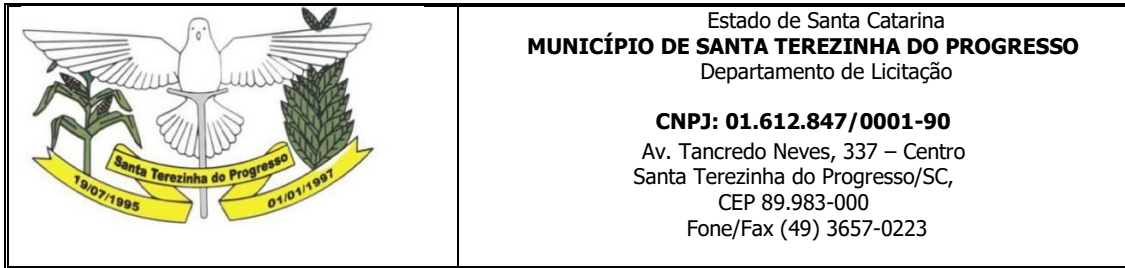 Santa Terezinha do Progresso
19/07/1995
01/01/1997
Estado de Santa Catarina
MUNICÍPIO DE SANTA TEREZINHA DO PROGRESSO
Departamento de Licitação
CNPJ: 01.612.847/0001-90
Av. Tancredo Neves, 337 – Centro
Santa Terezinha do Progresso/SC,
CEP 89.983-000
Fone/Fax (49) 3657-0223